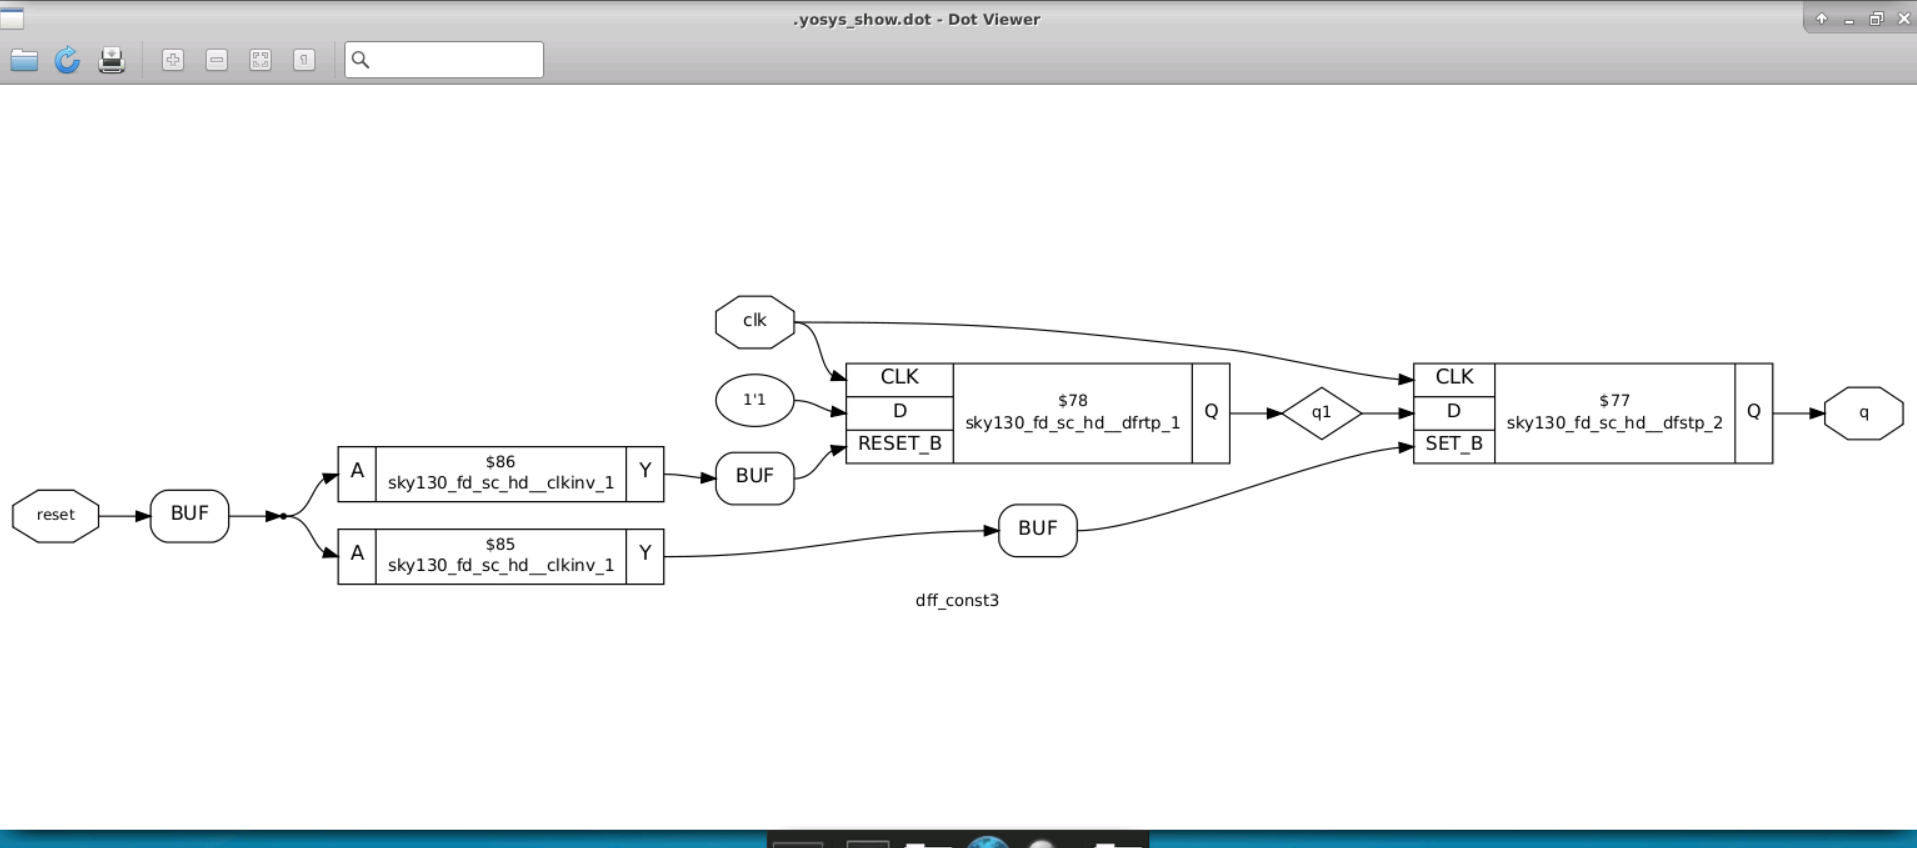 .yosys_show.dot - Dot Viewer
clk
CLK
D
RESET_B
$78
sky130_fd_sc_hd__dfrtp_1
Q
1'1
q1
CLK
D
SET_B
$77
sky130_fd_sc_hd__dfstp_2
Q
q
reset
BUF
A
$86
sky130_fd_sc_hd__clkinv_1
Y
BUF
A
$85
sky130_fd_sc_hd__clkinv_1
Y
BUF
dff_const3